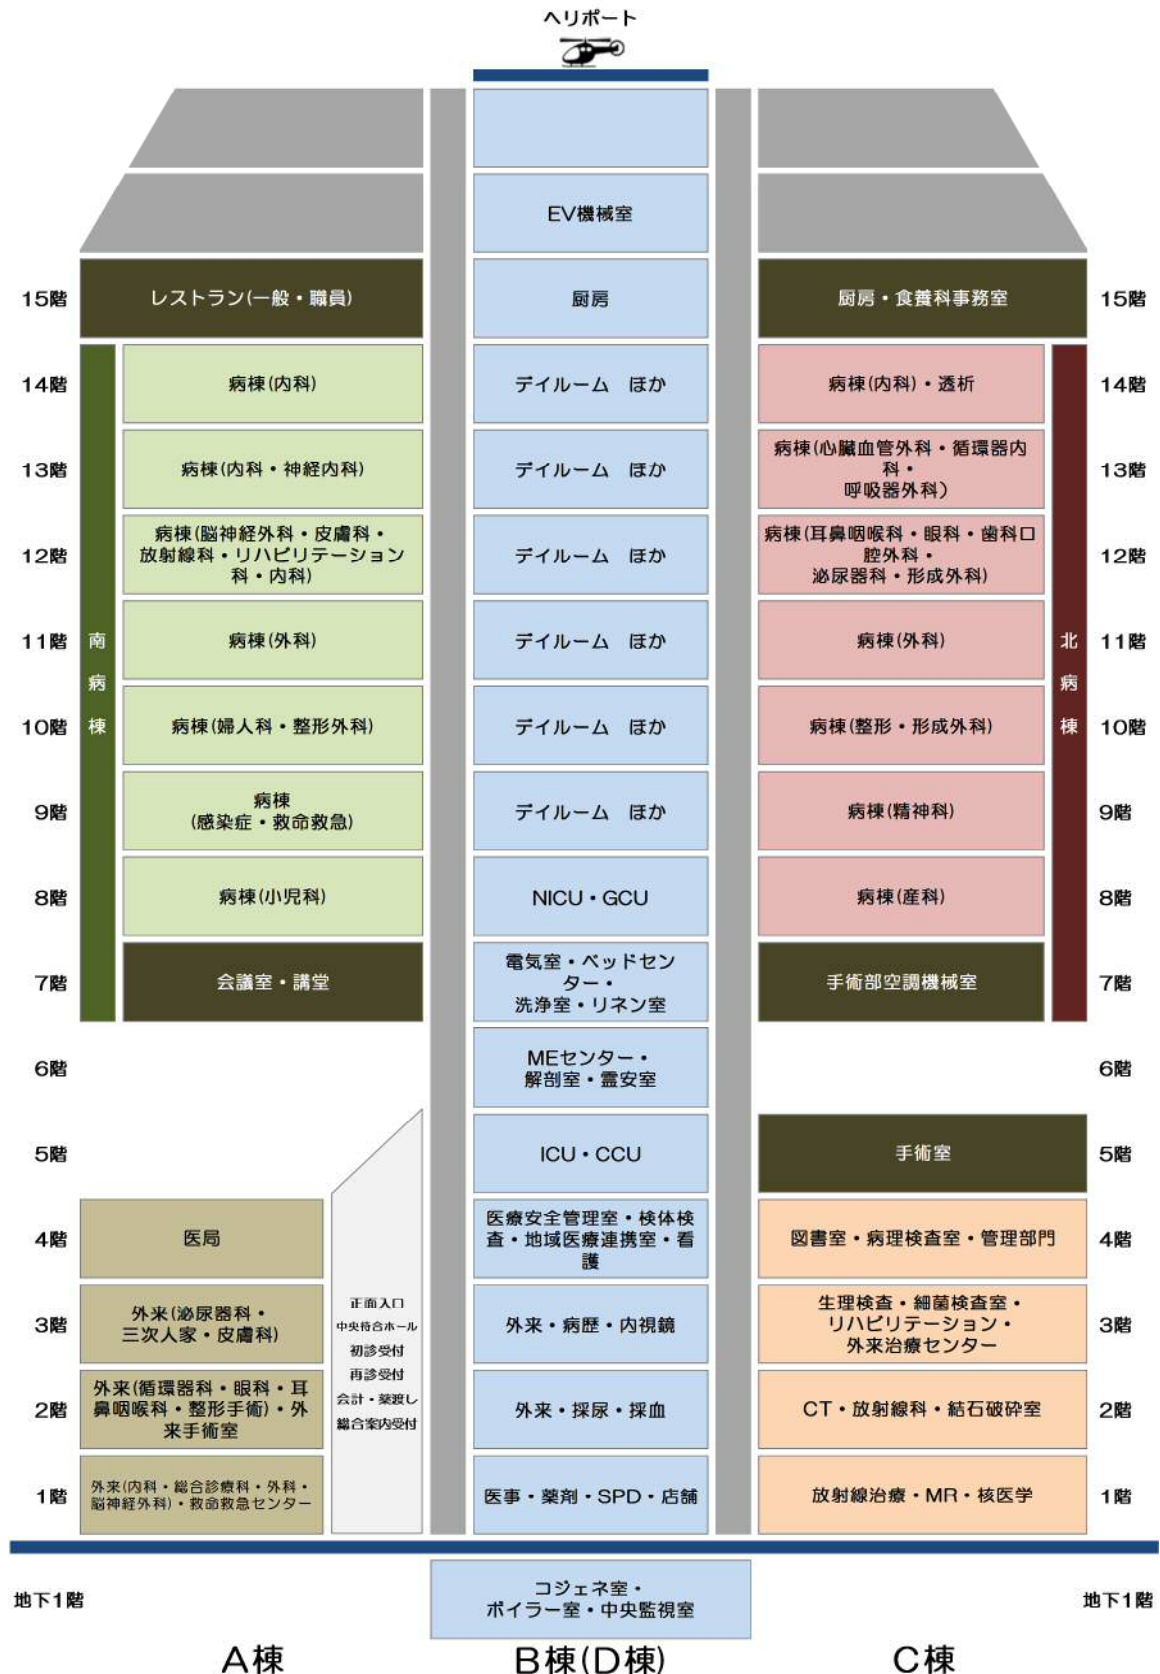 ヘリポート
EV機械室
15階
レストラン(一般・職員)
厨房
厨房・食養科事務室
15階
14階
病棟(内科)
デイルーム　ほか
病棟(内科)・透析
14階
13階
病棟(内科・神経内科)
デイルーム　ほか
病棟(心臓血管外科・循環器内
科・
呼吸器外科)
13階
12階
病棟(脳神経外科・皮膚科・
放射線科・リハビリテーション
科・内科)
デイルーム　ほか
病棟(耳鼻咽喉科・眼科・歯科口
腔外科・
泌尿器科・形成外科)
12階
11階
南病棟
病棟(外科)
デイルーム　ほか
病棟(外科)
北病棟
11階
10階
病棟(婦人科・整形外科)
デイルーム　ほか
病棟(整形・形成外科)
10階
9階
病棟
(感染症・救命救急)
デイルーム　ほか
病棟(精神科)
9階
8階
病棟(小児科)
NICU・GCU
病棟(産科)
8階
7階
会議室・講堂
電気室・ベッドセン
ター・
洗浄室・リネン室
手術部空調機械室
7階
6階
MEセンター・
解剖室・霊安室
6階
5階
ICU・CCU
手術室
5階
4階
医局
医療安全管理室・検体検
査・地域医療連携室・看
護
図書室・病理検査室・管理部門
4階
3階
外来(泌尿器科・
三次人家・皮膚科)
正面入口
中央待合ホール
初診受付
再診受付
会計・薬渡し
総合案内受付
外来・病歴・内視鏡
生理検査・細菌検査室・
リハビリテーション・
外来治療センター
3階
2階
外来(循環器科・眼科・耳
鼻咽喉科・整形手術)・外
来手術室
外来・採尿・採血
CT・放射線科・結石破砕室
2階
1階
外来(内科・総合診療科・外科・
脳神経外科)・救命救急センター
医事・薬剤・SPD・店舗
放射線治療・MR・核医学
1階
地下1階
コジェネ室・
ボイラー室・中央監視室
地下1階
A棟
B棟(D棟)
C棟